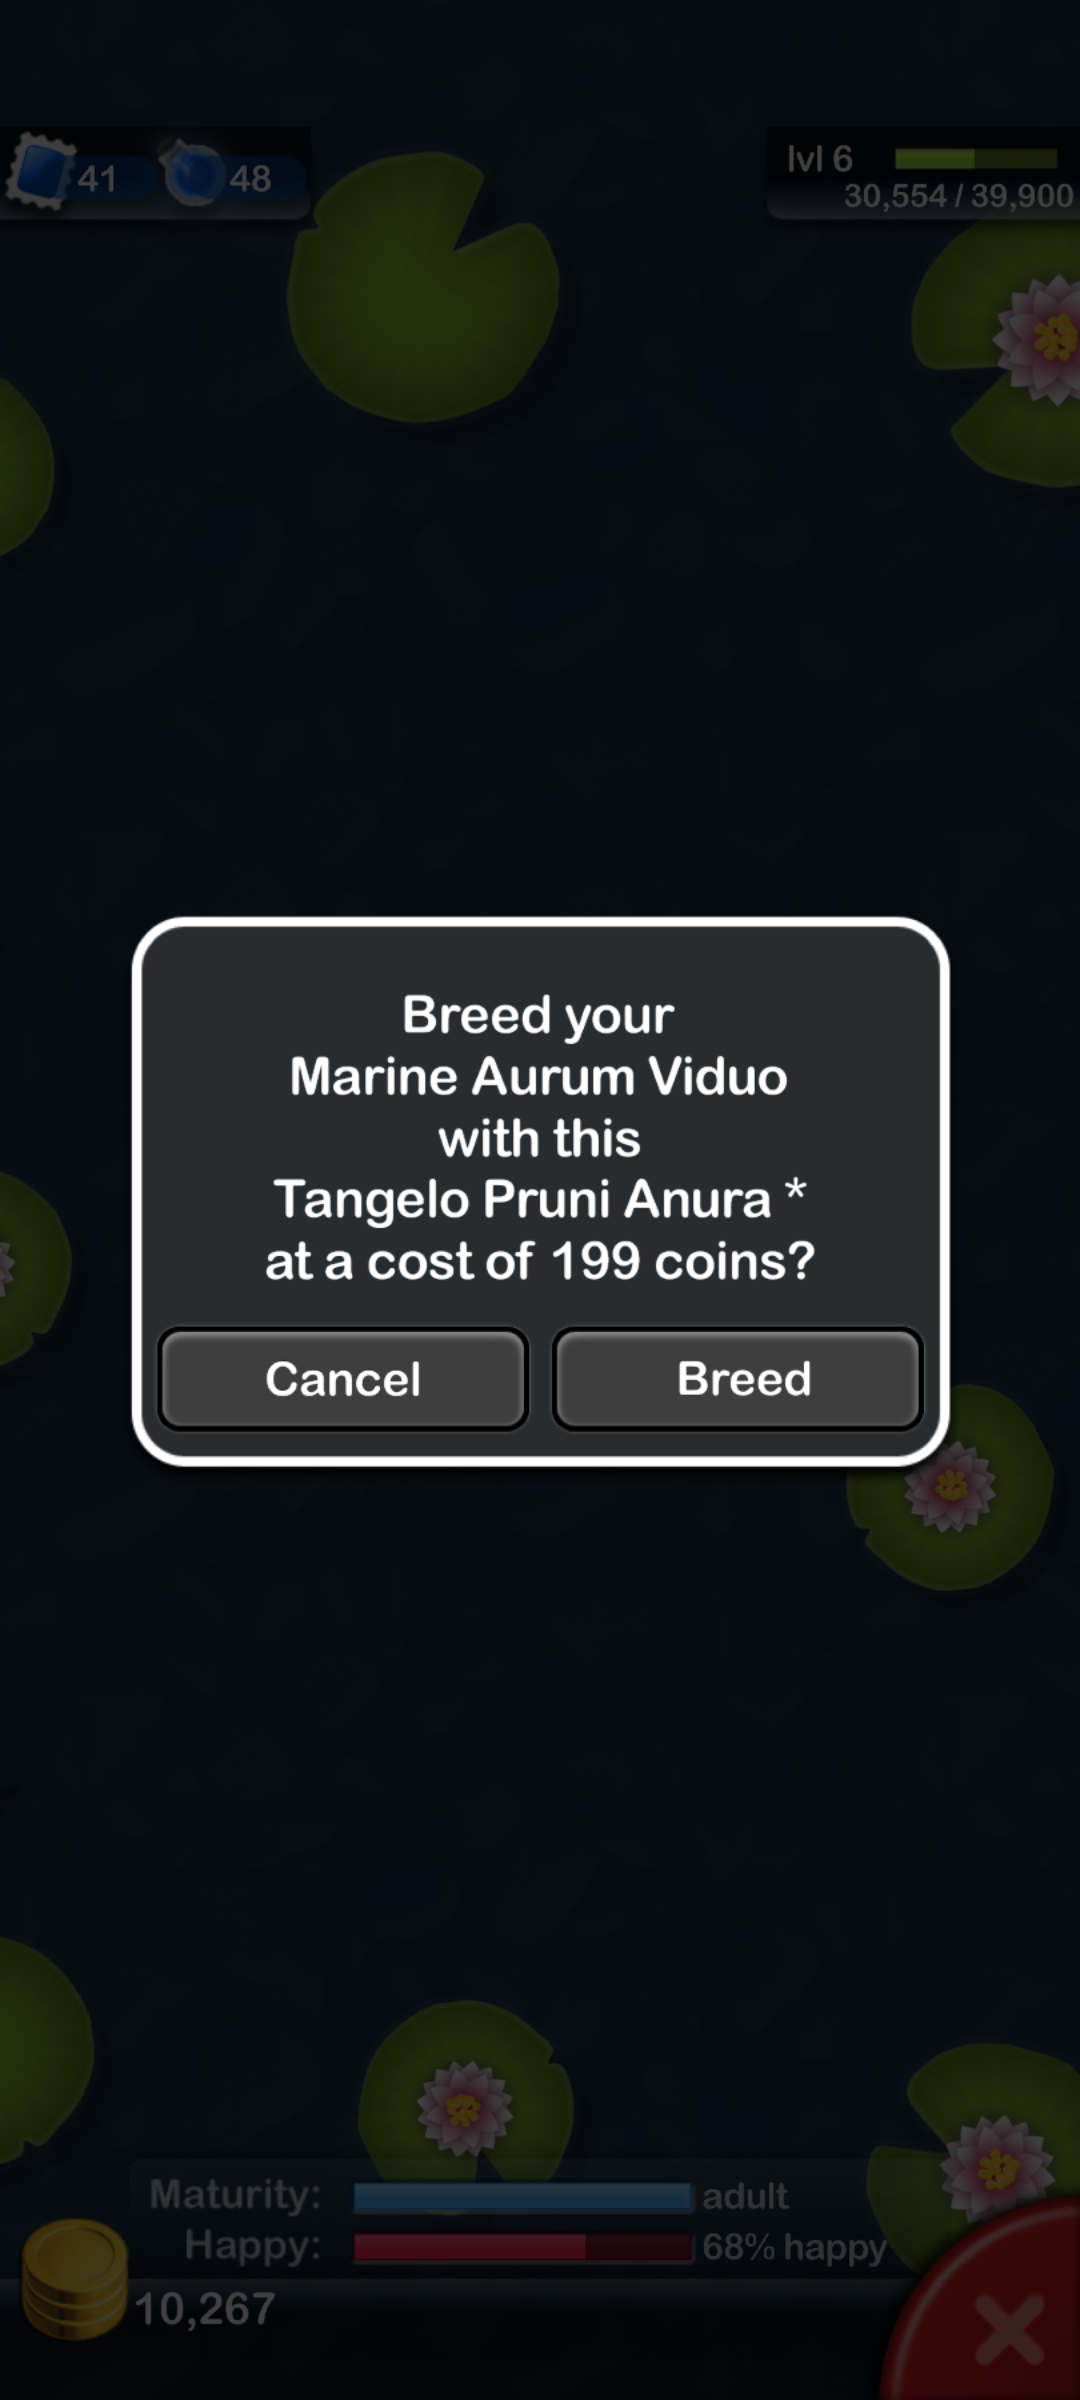 41
48
lvl 6
30,554 / 39,900
Breed your
Marine Aurum Viduo
with this
Tangelo Pruni Anura *
at a cost of 199 coins?
Cancel
Breed
Maturity:
adult
Happy:
68% happy
10,267